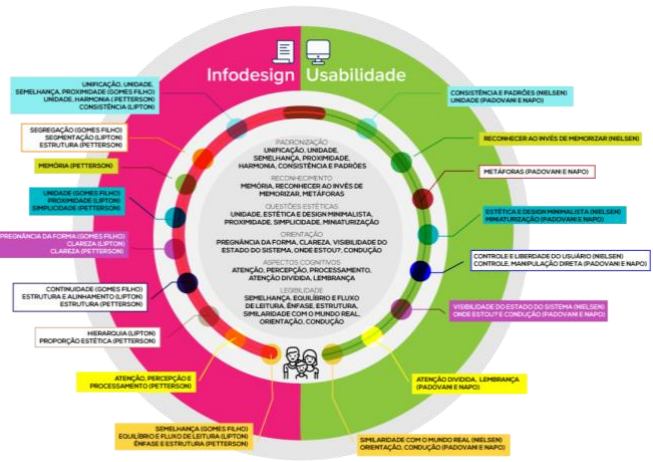 Infodesign
Usabilidade
UNIFICAÇÃO, UNIDADE,
SEMELHANÇA, PROXIMIDADE (GOMES FILHO)
UNIDADE, HARMONIA ( PETTERSON)
CONSISTÊNCIA (LIPTON)
SEGREGAÇÃO (GOMES FILHO)
SEGMENTAÇÃO (LIPTON)
ESTRUTURA (PETTERSON)
MEMÓRIA (PETTERSON)
UNIDADE (GOMES FILHO)
PROXIMIDADE (LIPTON)
SIMPLICIDADE (PETTERSON)
PREGNÂNCIA DA FORMA (GOMES FILHO)
CLAREZA (LIPTON)
CLAREZA (PETTERSON)
CONTINUIDADE (GOMES FILHO)
ESTRUTURA E ALINHAMENTO (LIPTON)
ESTRUTURA (PETTERSON)
HIERARQUIA (LIPTON)
PROPORÇÃO ESTÉTICA (PETTERSON)
ATENÇÃO, PERCEPÇÃO E
PROCESSAMENTO (PETTERSON)
SEMELHANÇA (GOMES FILHO)
EQUILÍBRIO E FLUXO DE LEITURA (LIPTON)
ÊNFASE E ESTRUTURA (PETTERSON)
PADRONIZAÇÃO
UNIFICAÇÃO, UNIDADE,
SEMELHANÇA, PROXIMIDADE,
HARMONIA, CONSISTÊNCIA E PADRÕES
RECONHECIMENTO
MEMÓRIA, RECONHECER AO INVÉS DE
MEMORIZAR, METÁFORAS
QUESTÕES ESTÉTICAS
UNIDADE, ESTÉTICA E DESIGN MINIMALISTA,
PROXIMIDADE, SIMPLICIDADE, MINIATURIZAÇÃO
ORIENTAÇÃO
PREGNÂNCIA DA FORMA, CLAREZA, VISIBILIDADE DO
ESTADO DO SISTEMA, ONDE ESTOU?, CONDUÇÃO
ASPECTOS COGNITIVOS
ATENÇÃO, PERCEPÇÃO, PROCESSAMENTO,
ATENÇÃO DIVIDIDA, LEMBRANÇA
LEGIBILIDADE
SEMELHANÇA. EQUILÍBRIO E FLUXO
DE LEITURA, ÊNFASE, ESTRUTURA,
SIMILARIDADE COM O MUNDO REAL,
ORIENTAÇÃO, CONDUÇÃO
CONSISTÊNCIA E PADRÕES (NIELSEN)
UNIDADE (PADOVANI E NAPO)
RECONHECER AO INVÉS DE MEMORIZAR (NIELSEN)
METÁFORAS (PADOVANI E NAPO)
ESTÉTICA E DESIGN MINIMALISTA (NIELSEN)
MINIATURIZAÇÃO (PADOVANI E NAPO)
CONTROLE E LIBERDADE DO USUÁRIO (NIELSEN)
CONTROLE, MANIPULAÇÃO DIRETA (PADOVANI E NAPO)
VISIBILIDADE DO ESTADO DO SISTEMA (NIELSEN)
ONDE ESTOU? E CONDUÇÃO (PADOVANI E NAPO)
ATENÇÃO DIVIDIDA, LEMBRANÇA
(PADOVANI E NAPO)
SIMILARIDADE COM O MUNDO REAL (NIELSEN)
ORIENTAÇÃO, CONDUÇÃO (PADOVANI E NAPO)